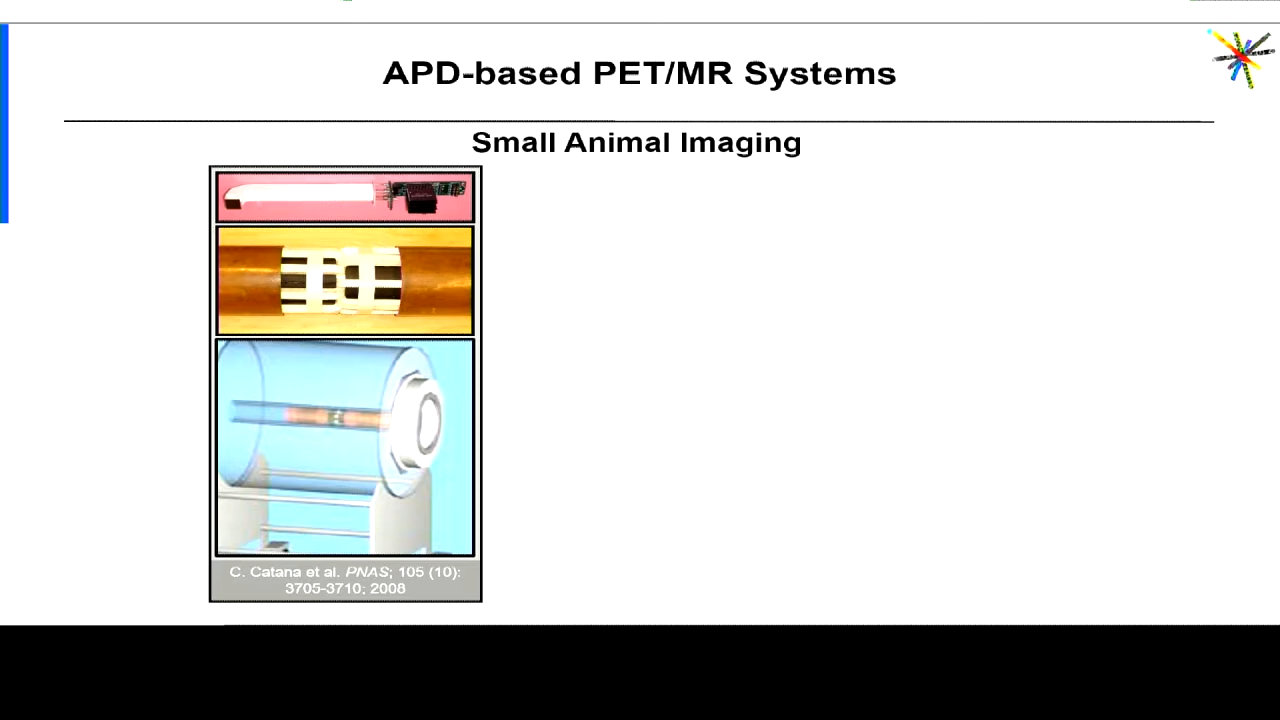 APD-based PET/MR Systems
Small Animal Imaging
C. Catana et al. PNAS; 105 (10):
3705-3710; 2008